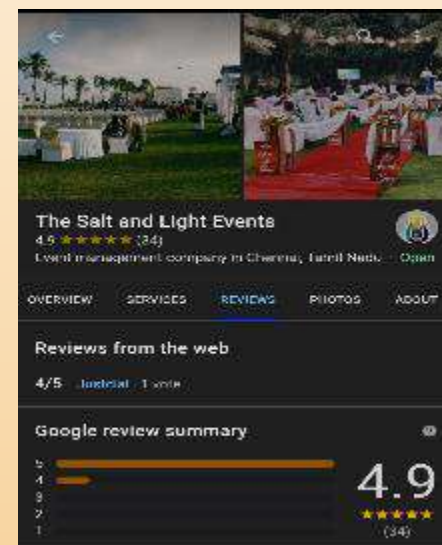 The Salt and Light Events
4.9 ★★★★★ (34)
Event management company in Chennai, Tamil Nadu
Open
OVERVIEW SERVICES REVIEWS PHOTOS ABOUT
Reviews from the web
4/5 Justdial 1 vote
Google review summary
5
4
3
2
1
4.9
★★★★★
(34)